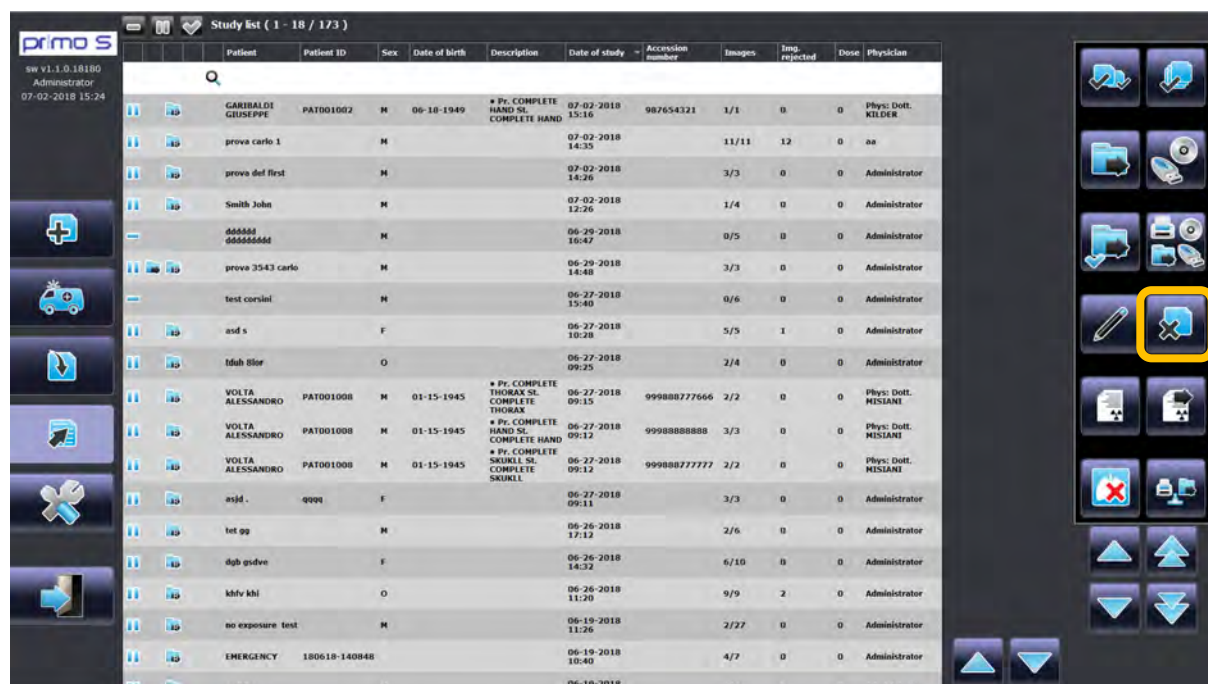 Study list ( 1 - 18 / 173 )
primo S
sw v1.1.0.18180
Administrator
07-02-2018 15:24
Patient Patient ID Sex Date of birth Description Date of study Accession number Images Img. rejected Dose Physician
GARIBALDI GIUSEPPE PAT001002 M 06-18-1949 • Pr. COMPLETE HAND St. COMPLETE HAND 07-02-2018 15:16 987654321 1/1 0 0 Phys: Dott. KILDER
prova carlo 1 M 07-02-2018 14:35 11/11 12 0 aa
prova def first M 07-02-2018 14:26 3/3 0 0 Administrator
Smith John M 07-02-2018 12:26 1/4 0 0 Administrator
dddddd ddddddddd M 06-29-2018 16:47 0/5 0 0 Administrator
prova 3543 carlo M 06-29-2018 14:48 3/3 0 0 Administrator
test corsini M 06-27-2018 15:40 0/6 0 0 Administrator
asd s F 06-27-2018 10:28 5/5 1 0 Administrator
O 06-27-2018 09:25 2/4 0 0 Administrator
VOLTA ALESSANDRO PAT001008 M 01-15-1945 • Pr. COMPLETE THORAX St. COMPLETE THORAX 06-27-2018 09:15 999888777666 2/2 0 0 Phys: Dott. MISIANI
VOLTA ALESSANDRO PAT001008 M 01-15-1945 • Pr. COMPLETE HAND St. COMPLETE HAND 06-27-2018 09:12 99988888888 3/3 0 0 Phys: Dott. MISIANI
VOLTA ALESSANDRO PAT001008 M 01-15-1945 • Pr. COMPLETE SKUKLL St. COMPLETE SKUKLL 06-27-2018 09:12 999888777777 2/2 0 0 Phys: Dott. MISIANI
asjd . qqqq F 06-27-2018 09:11 3/3 0 0 Administrator
tet gg M 06-26-2018 17:12 2/6 0 0 Administrator
dgb gsdve F 06-26-2018 14:32 6/10 0 0 Administrator
khfv khi O 06-26-2018 11:20 9/9 2 0 Administrator
no exposure test M 06-19-2018 11:26 2/27 0 0 Administrator
EMERGENCY 180618-140848 06-19-2018 10:40 4/7 0 0 Administrator